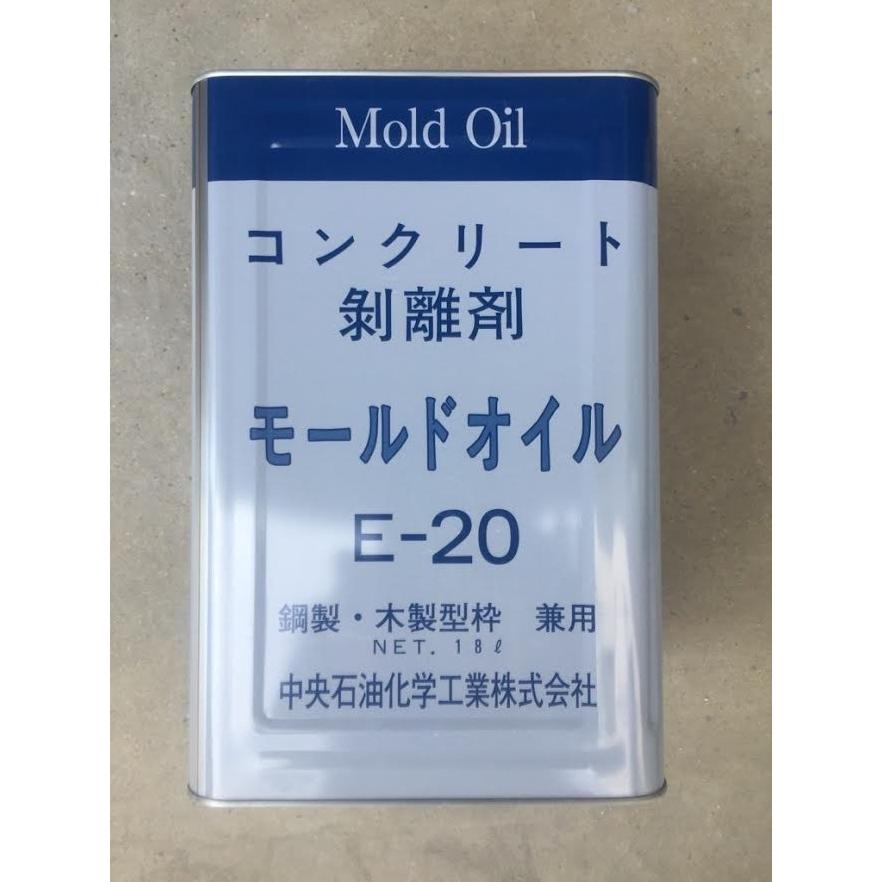 Mold Oil
コンクリート
剝離剤
モールドオイル
E-20
鋼製・木製型枠 兼用
NET. 18ℓ
中央石油化学工業株式会社